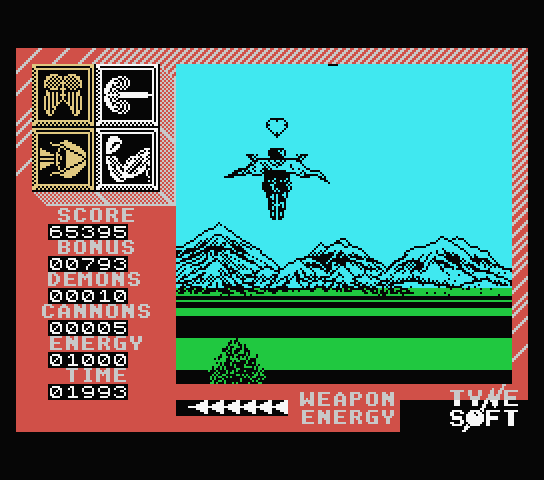 SCORE
65395
BONUS
00793
DEMONS
00010
CANNONS
00005
ENERGY
01000
TIME
01993
WEAPON
ENERGY
TYNE
SOFT